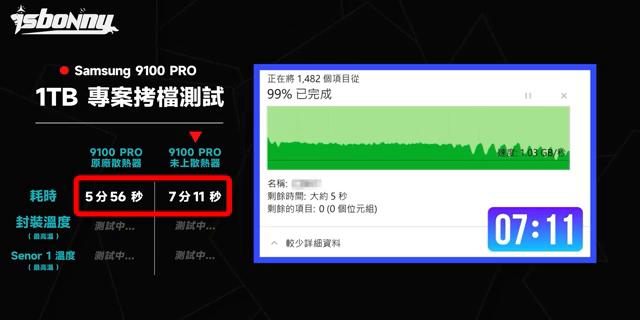 isbonny
Samsung 9100 PRO
1TB 專案拷檔測試
9100 PRO
原廠散熱器
9100 PRO
未上散熱器
耗時
5分56秒
7分11秒
封裝溫度
(最高溫)
測試中...
測試中...
Senor 1 溫度
(最高溫)
測試中...
測試中...
正在將 1,482 個項目從
99% 已完成
速度: 1.03 GB/秒
名稱:
剩餘時間: 大約 5 秒
剩餘的項目: 0 (0 個位元組)
較少詳細資料
07:11